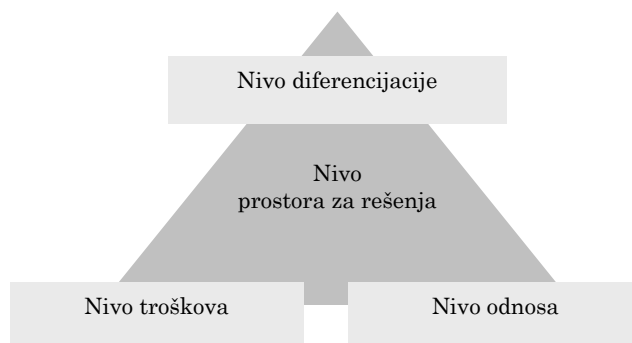 Nivo diferencijacije
Nivo
prostora za rešenja
Nivo troškova
Nivo odnosa